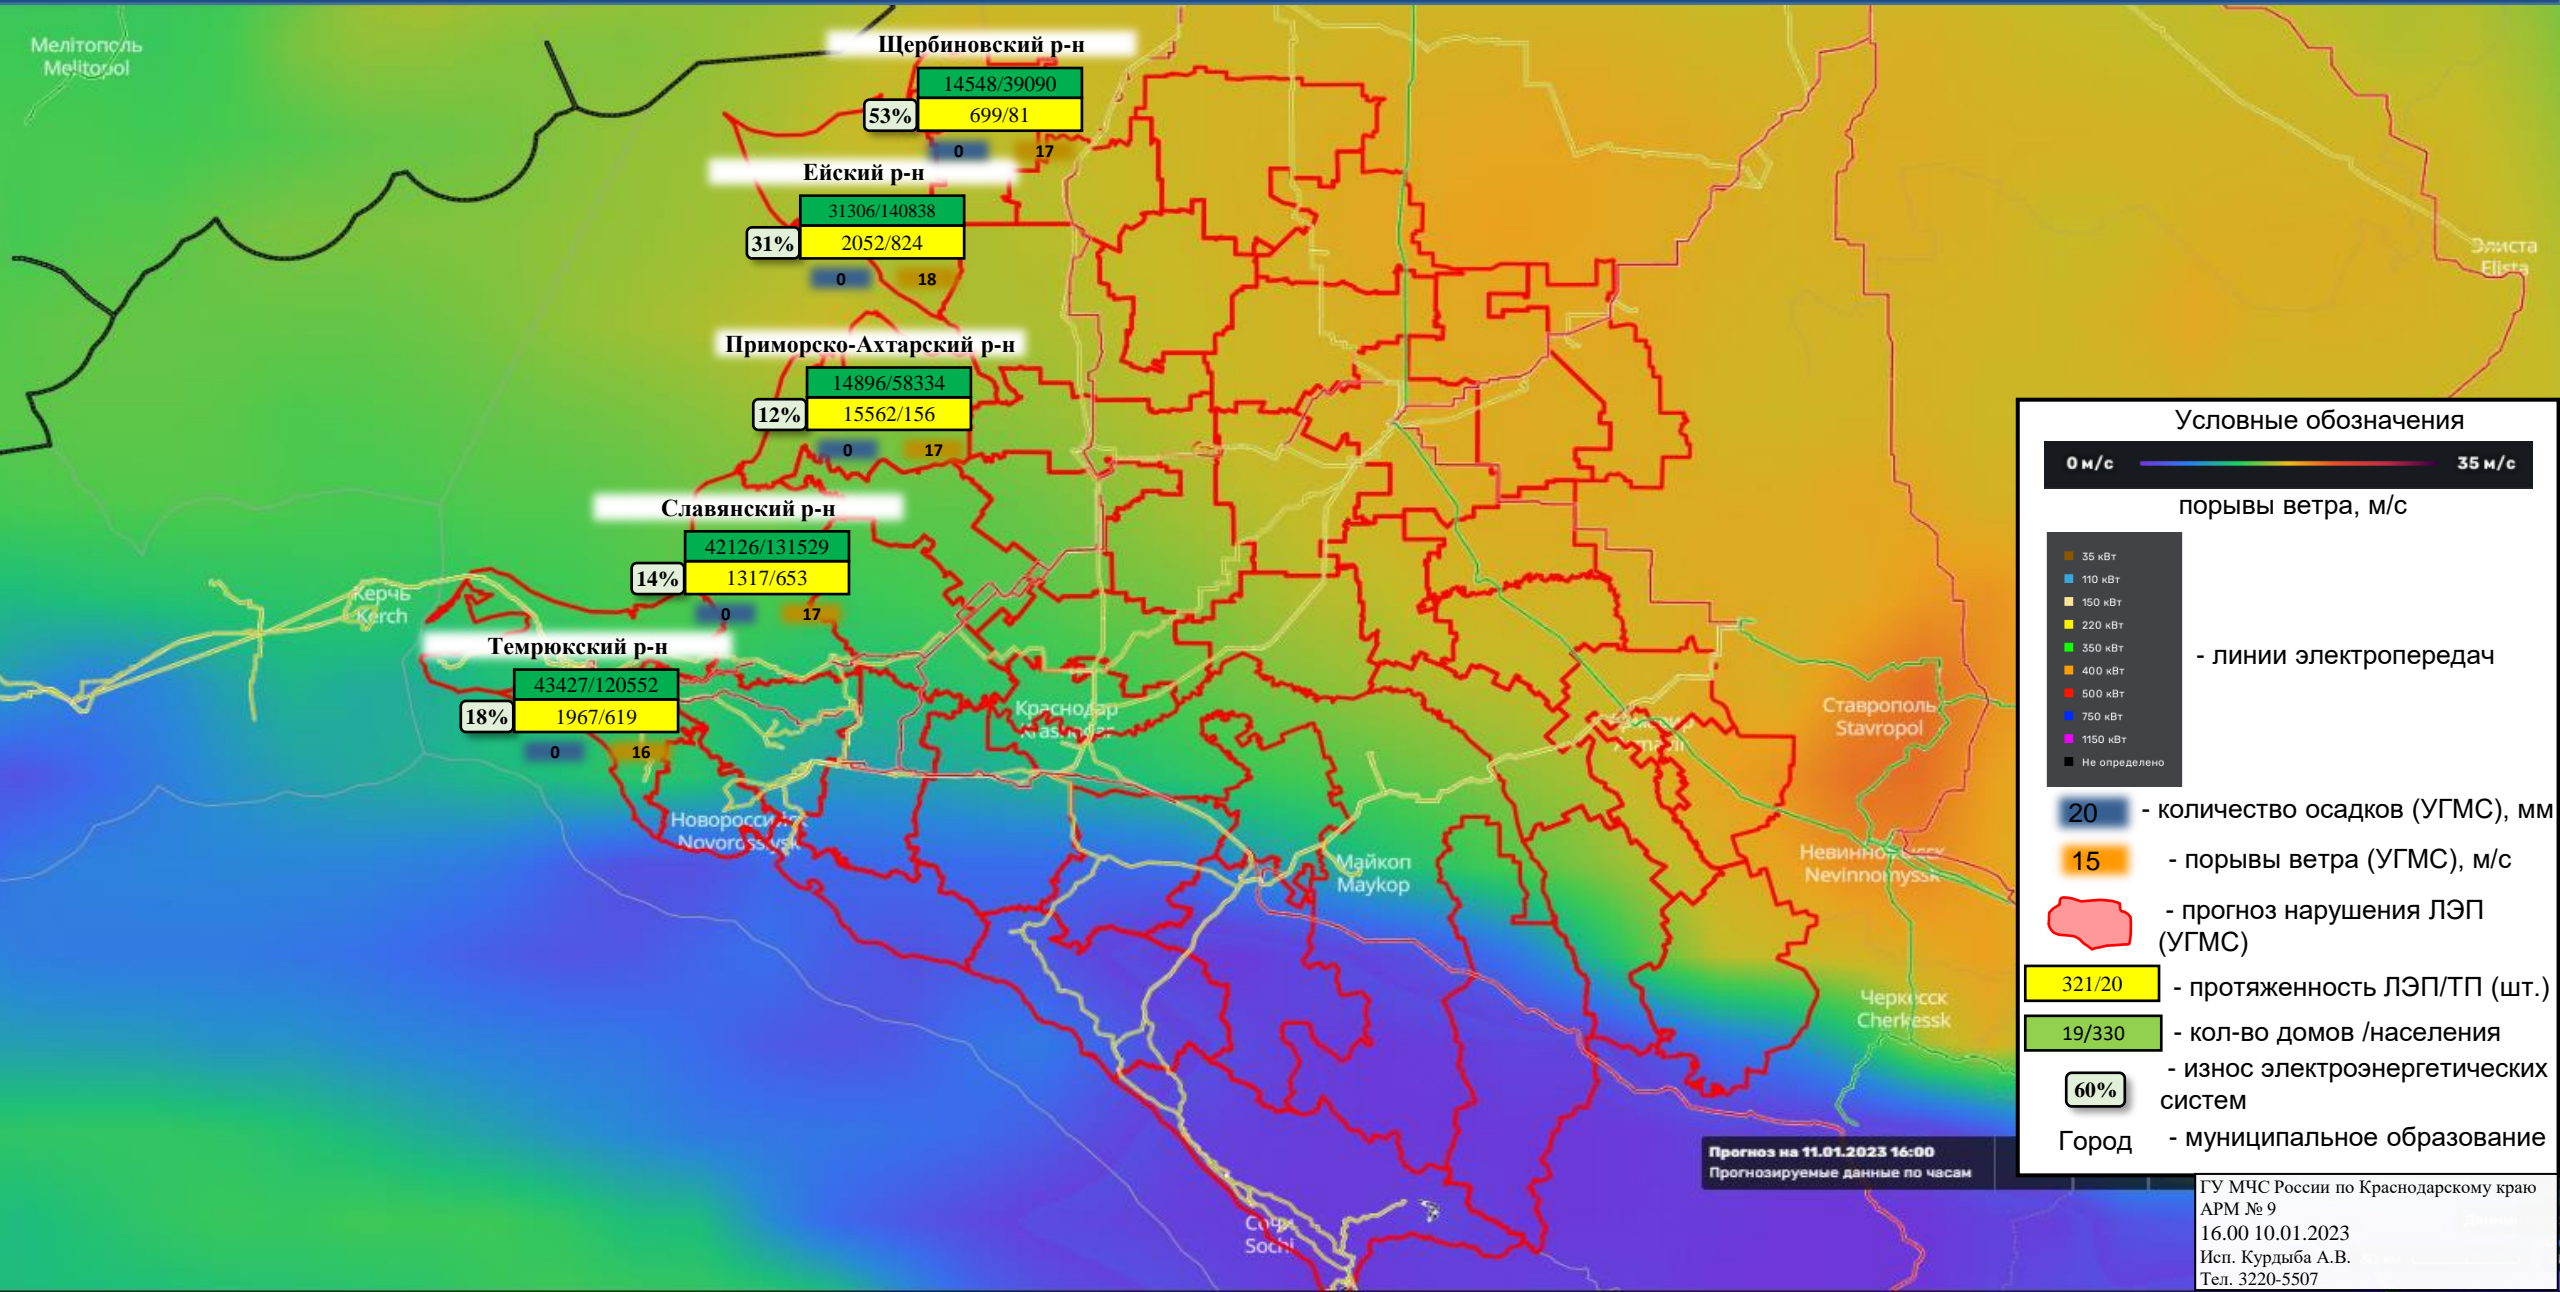 Мелітополь
Melitopol
Щербиновский р-н
14548/39090
53%
699/81
0
17
Ейский р-н
31306/140838
31%
2052/824
0
18
Приморско-Ахтарский р-н
14896/58334
12%
15562/156
0
17
Славянский р-н
42126/131529
14%
1317/653
0
17
Керчь
Kerch
Темрюкский р-н
43427/120552
18%
1967/619
0
16
Элиста
Elista
Краснодар
Krasnodar
Новороссийск
Novorossiysk
Майкоп
Maykop
Ставрополь
Stavropol
Nevinnomyssk
Черкесск
Cherkessk
Сочи
Sochi
Прогноз на 11.01.2023 16:00
Прогнозируемые данные по часам
Условные обозначения
0 м/с
35 м/с
порывы ветра, м/с
35 кВт
110 кВт
150 кВт
220 кВт
350 кВт
400 кВт
500 кВт
750 кВт
1150 кВт
Не определено
- линии электропередач
20 - количество осадков (УГМС), мм
15 - порывы ветра (УГМС), м/с
- прогноз нарушения ЛЭП
(УГМС)
321/20 - протяженность ЛЭП/ТП (шт.)
19/330 - кол-во домов /населения
- износ электроэнергетических
60% систем
Город - муниципальное образование
ГУ МЧС России по Краснодарскому краю
АРМ № 9
16.00 10.01.2023
Исп. Курдыба А.В.
Тел. 3220-5507